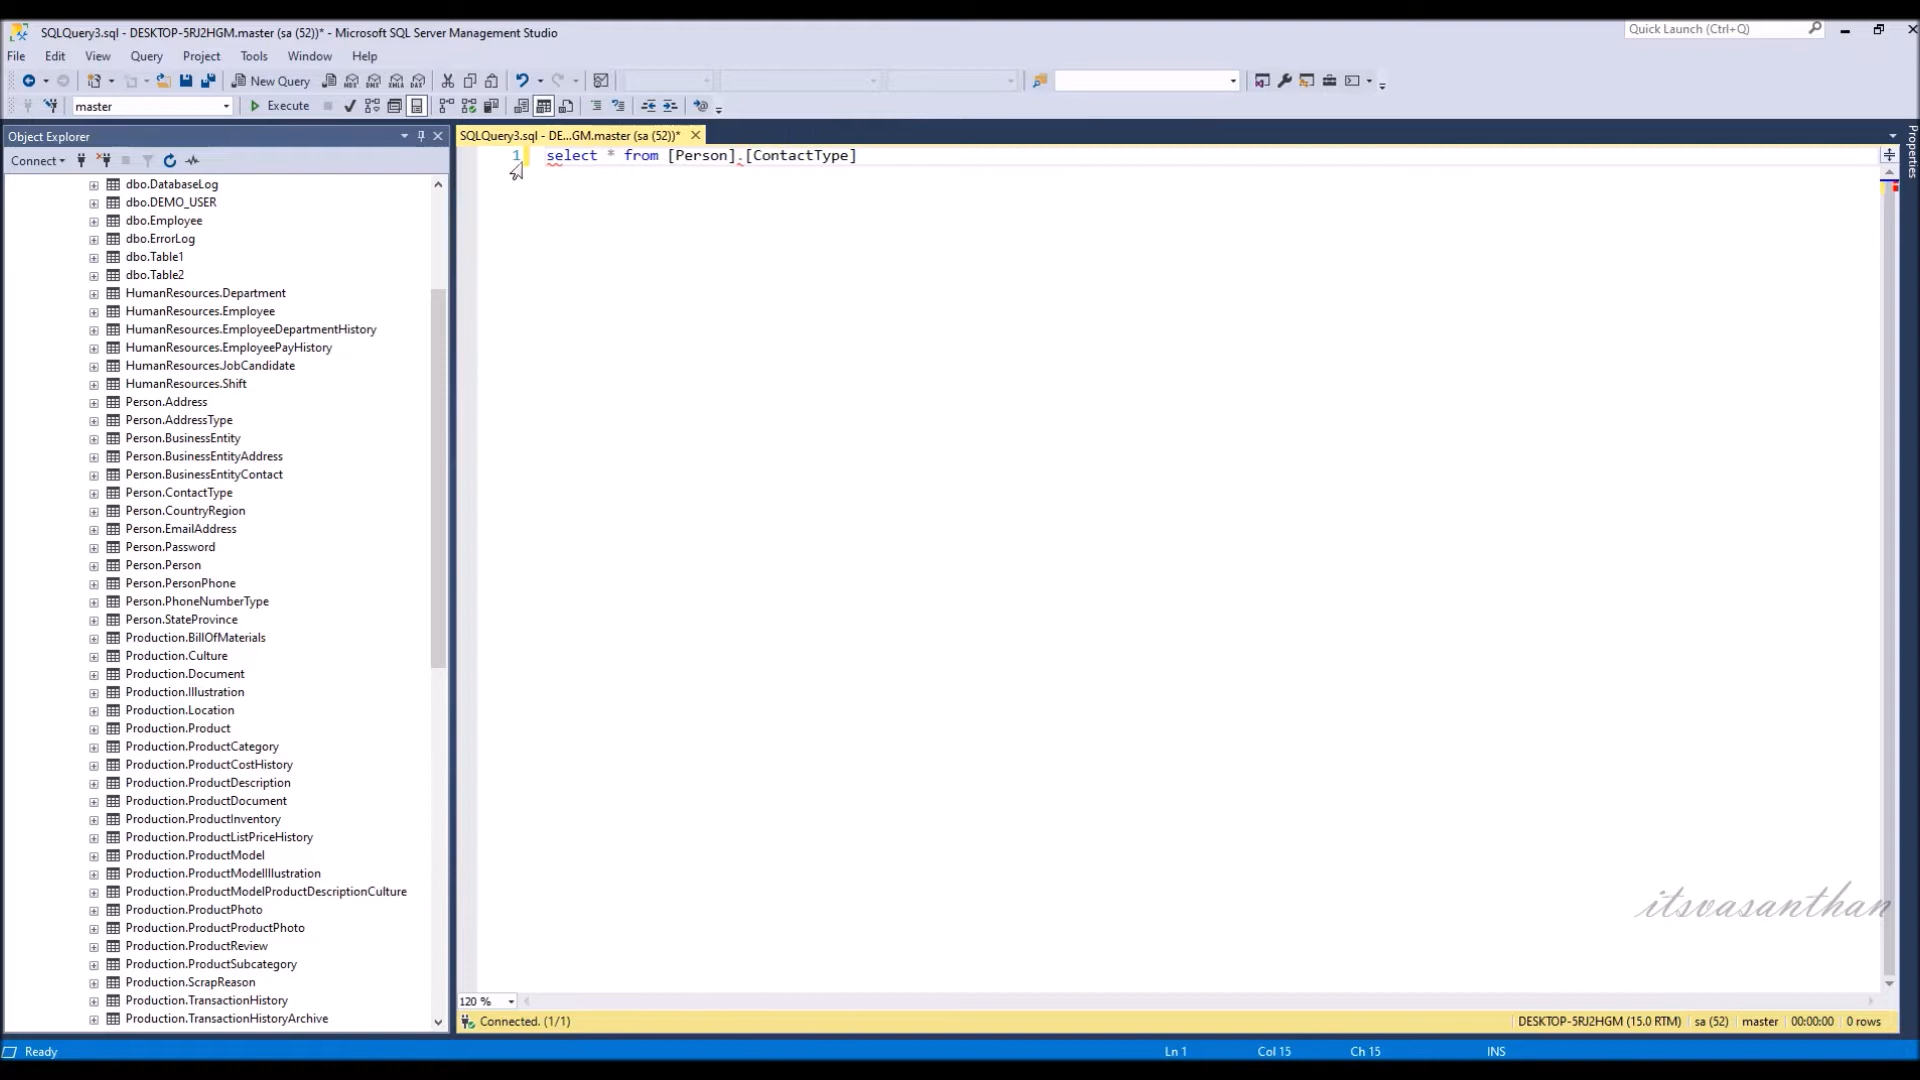 SQLQuery3.sql - DESKTOP-5RJ2HGM.master (sa (52))* - Microsoft SQL Server Management Studio
Quick Launch (Ctrl+Q)
File Edit View Query Project Tools Window Help
New Query
master
Execute
Object Explorer
SQLQuery3.sql - DE...GM.master (sa (52))*
Properties
Connect
1 select * from [Person].[ContactType]
dbo.DatabaseLog
dbo.DEMO_USER
dbo.Employee
dbo.ErrorLog
dbo.Table1
dbo.Table2
HumanResources.Department
HumanResources.Employee
HumanResources.EmployeeDepartmentHistory
HumanResources.EmployeePayHistory
HumanResources.JobCandidate
HumanResources.Shift
Person.Address
Person.AddressType
Person.BusinessEntity
Person.BusinessEntityAddress
Person.BusinessEntityContact
Person.ContactType
Person.CountryRegion
Person.EmailAddress
Person.Password
Person.Person
Person.PersonPhone
Person.PhoneNumberType
Person.StateProvince
Production.BillOfMaterials
Production.Culture
Production.Document
Production.Illustration
Production.Location
Production.Product
Production.ProductCategory
Production.ProductCostHistory
Production.ProductDescription
Production.ProductDocument
Production.ProductInventory
Production.ProductListPriceHistory
Production.ProductModel
Production.ProductModelIllustration
Production.ProductModelProductDescriptionCulture
Production.ProductPhoto
Production.ProductProductPhoto
Production.ProductReview
Production.ProductSubcategory
Production.ScrapReason
Production.TransactionHistory
Production.TransactionHistoryArchive
itsvasanthan
120 %
Connected. (1/1)
DESKTOP-5RJ2HGM (15.0 RTM) sa (52) master 00:00:00 0 rows
Ready
Ln 1 Col 15 Ch 15 INS